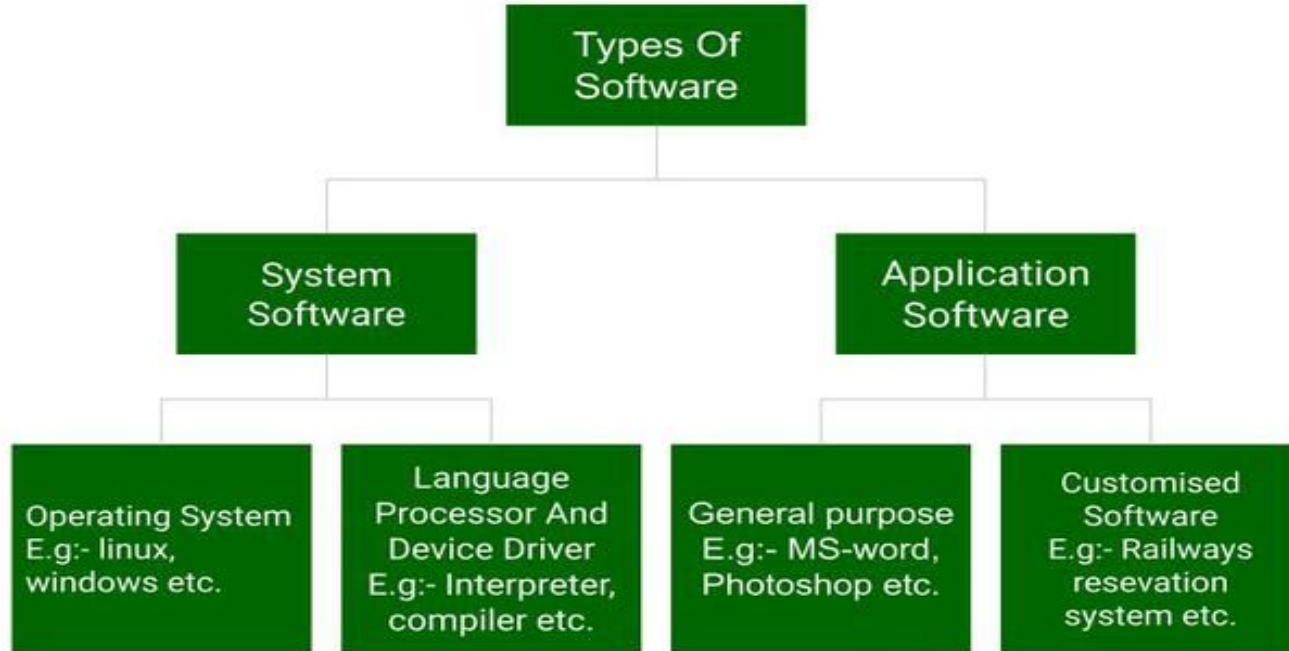 Types Of
Software
System
Software
Application
Software
Operating System
E.g:- linux,
windows etc.
Language
Processor And
Device Driver
E.g:- Interpreter,
compiler etc.
General purpose
E.g:- MS-word,
Photoshop etc.
Customised
Software
E.g:- Railways
resevation
system etc.